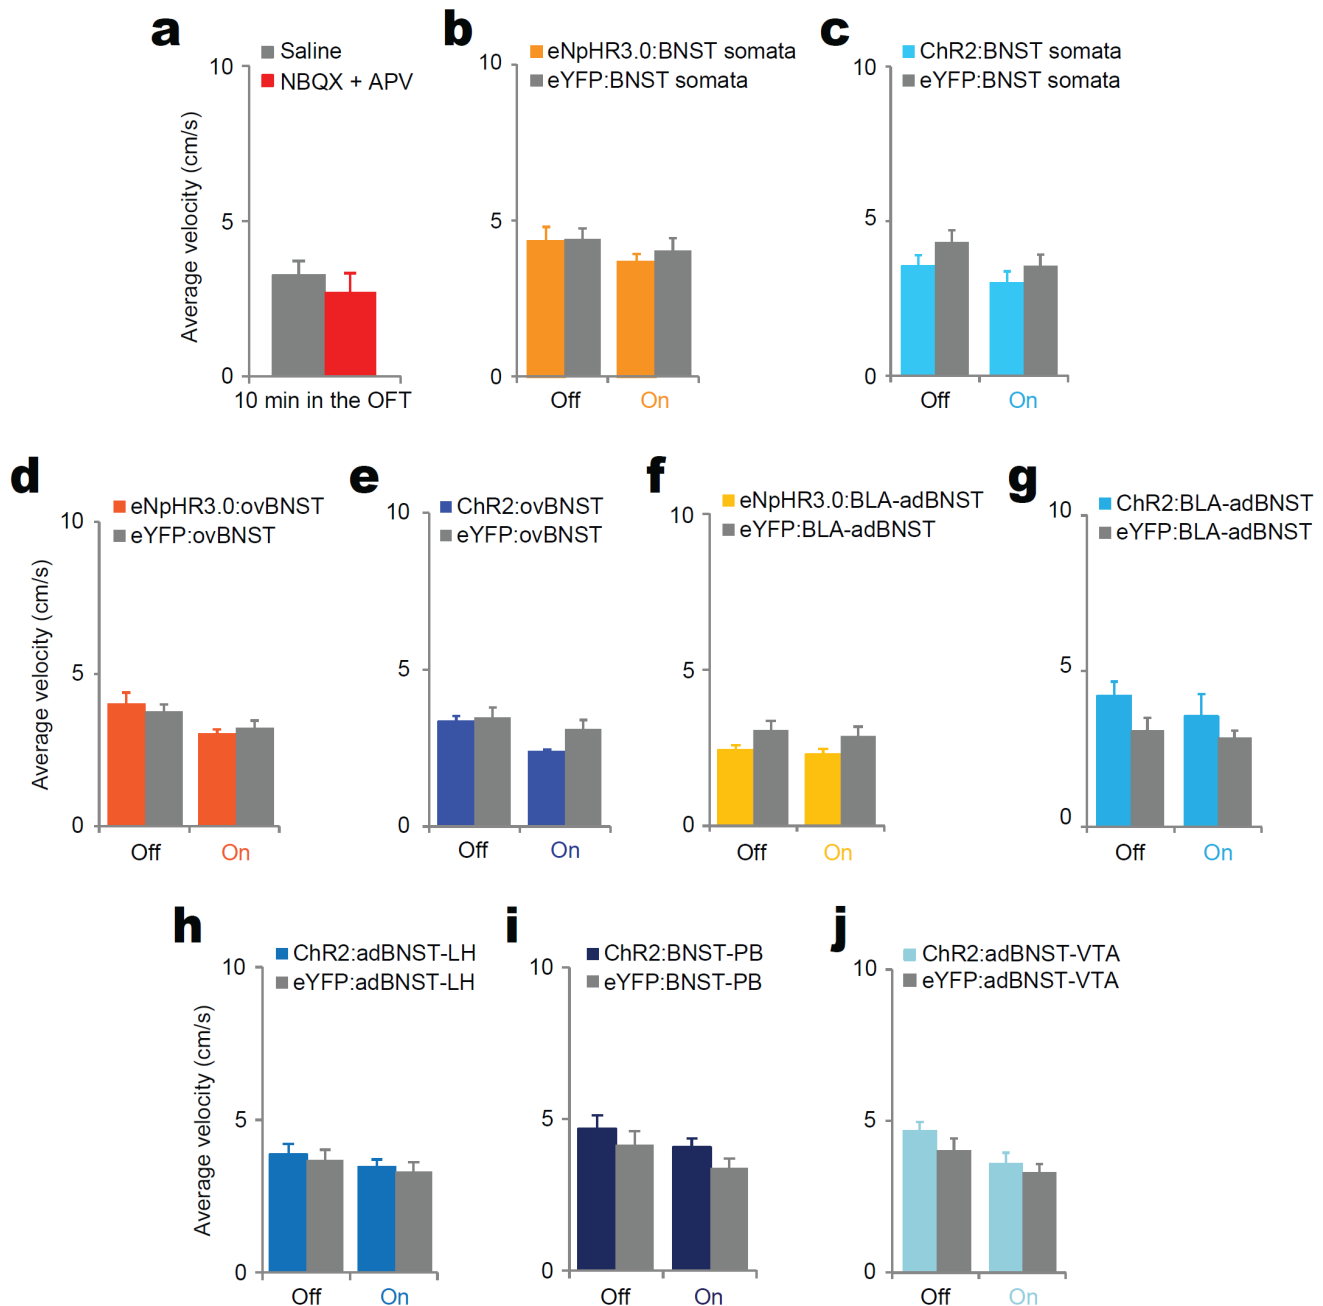 a
Saline
NBQX + APV
10
5
0
Average velocity (cm/s)
10 min in the OFT
b
eNpHR3.0:BNST somata
eYFP:BNST somata
10
5
0
Off
On
c
ChR2:BNST somata
eYFP:BNST somata
10
5
0
Off
On
d
eNpHR3.0:ovBNST
eYFP:ovBNST
10
5
0
Average velocity (cm/s)
Off
On
e
ChR2:ovBNST
eYFP:ovBNST
10
5
0
Off
On
f
eNpHR3.0:BLA-adBNST
eYFP:BLA-adBNST
10
5
0
Off
On
g
ChR2:BLA-adBNST
eYFP:BLA-adBNST
10
5
0
Off
On
h
ChR2:adBNST-LH
eYFP:adBNST-LH
10
5
0
Average velocity (cm/s)
Off
On
i
ChR2:BNST-PB
eYFP:BNST-PB
10
5
0
Off
On
j
ChR2:adBNST-VTA
eYFP:adBNST-VTA
10
5
0
Off
On